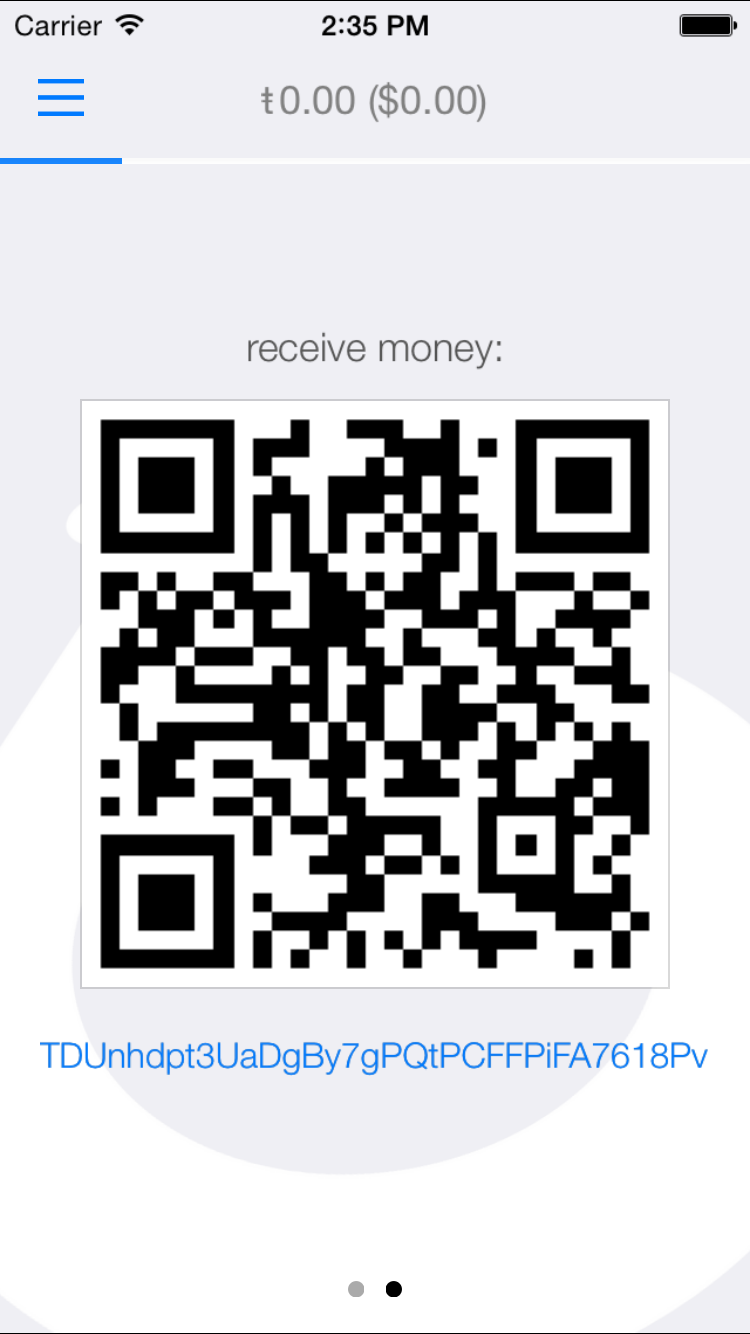 Carrier 2:35 PM
ŧ0.00 ($0.00)
receive money:
TDUnhdpt3UaDgBy7gPQtPCFFPiFA7618Pv